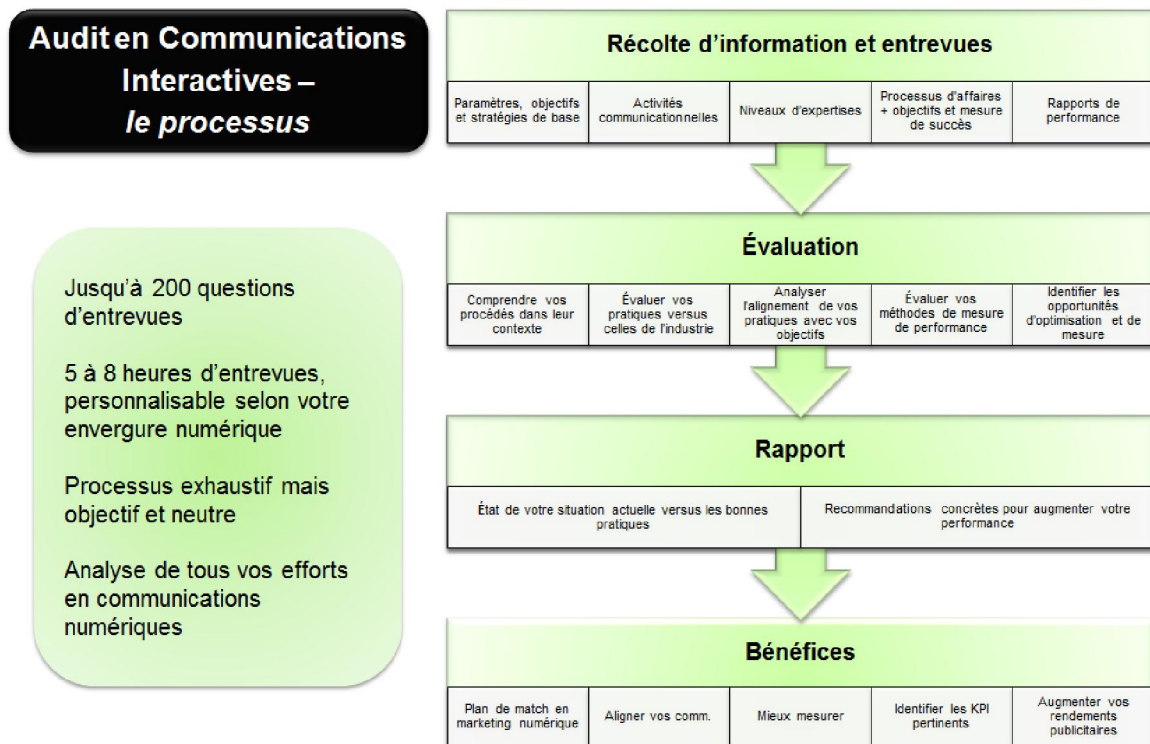 Audit en Communications
Interactives –
le processus
Jusqu'à 200 questions
d'entrevues
5 à 8 heures d'entrevues,
personnalisable selon votre
envergure numérique
Processus exhaustif mais
objectif et neutre
Analyse de tous vos efforts
en communications
numériques
Récolte d'information et entrevues
Paramètres, objectifs
et stratégies de base
Activités
communicationnelles
Niveaux d'expertises
Processus d'affaires
+ objectifs et mesure
de succès
Rapports de
performance
Évaluation
Comprendre vos
procédés dans leur
contexte
Évaluer vos
pratiques versus
celles de l'industrie
Analyser
l'alignement de vos
pratiques avec vos
objectifs
Évaluer vos
méthodes de mesure
de performance
Identifier les
opportunités
d'optimisation et de
mesure
Rapport
État de votre situation actuelle versus les bonnes
pratiques
Recommandations concrètes pour augmenter votre
performance
Bénéfices
Plan de match en
marketing numérique
Aligner vos comm.
Mieux mesurer
Identifier les KPI
pertinents
Augmenter vos
rendements
publicitaires